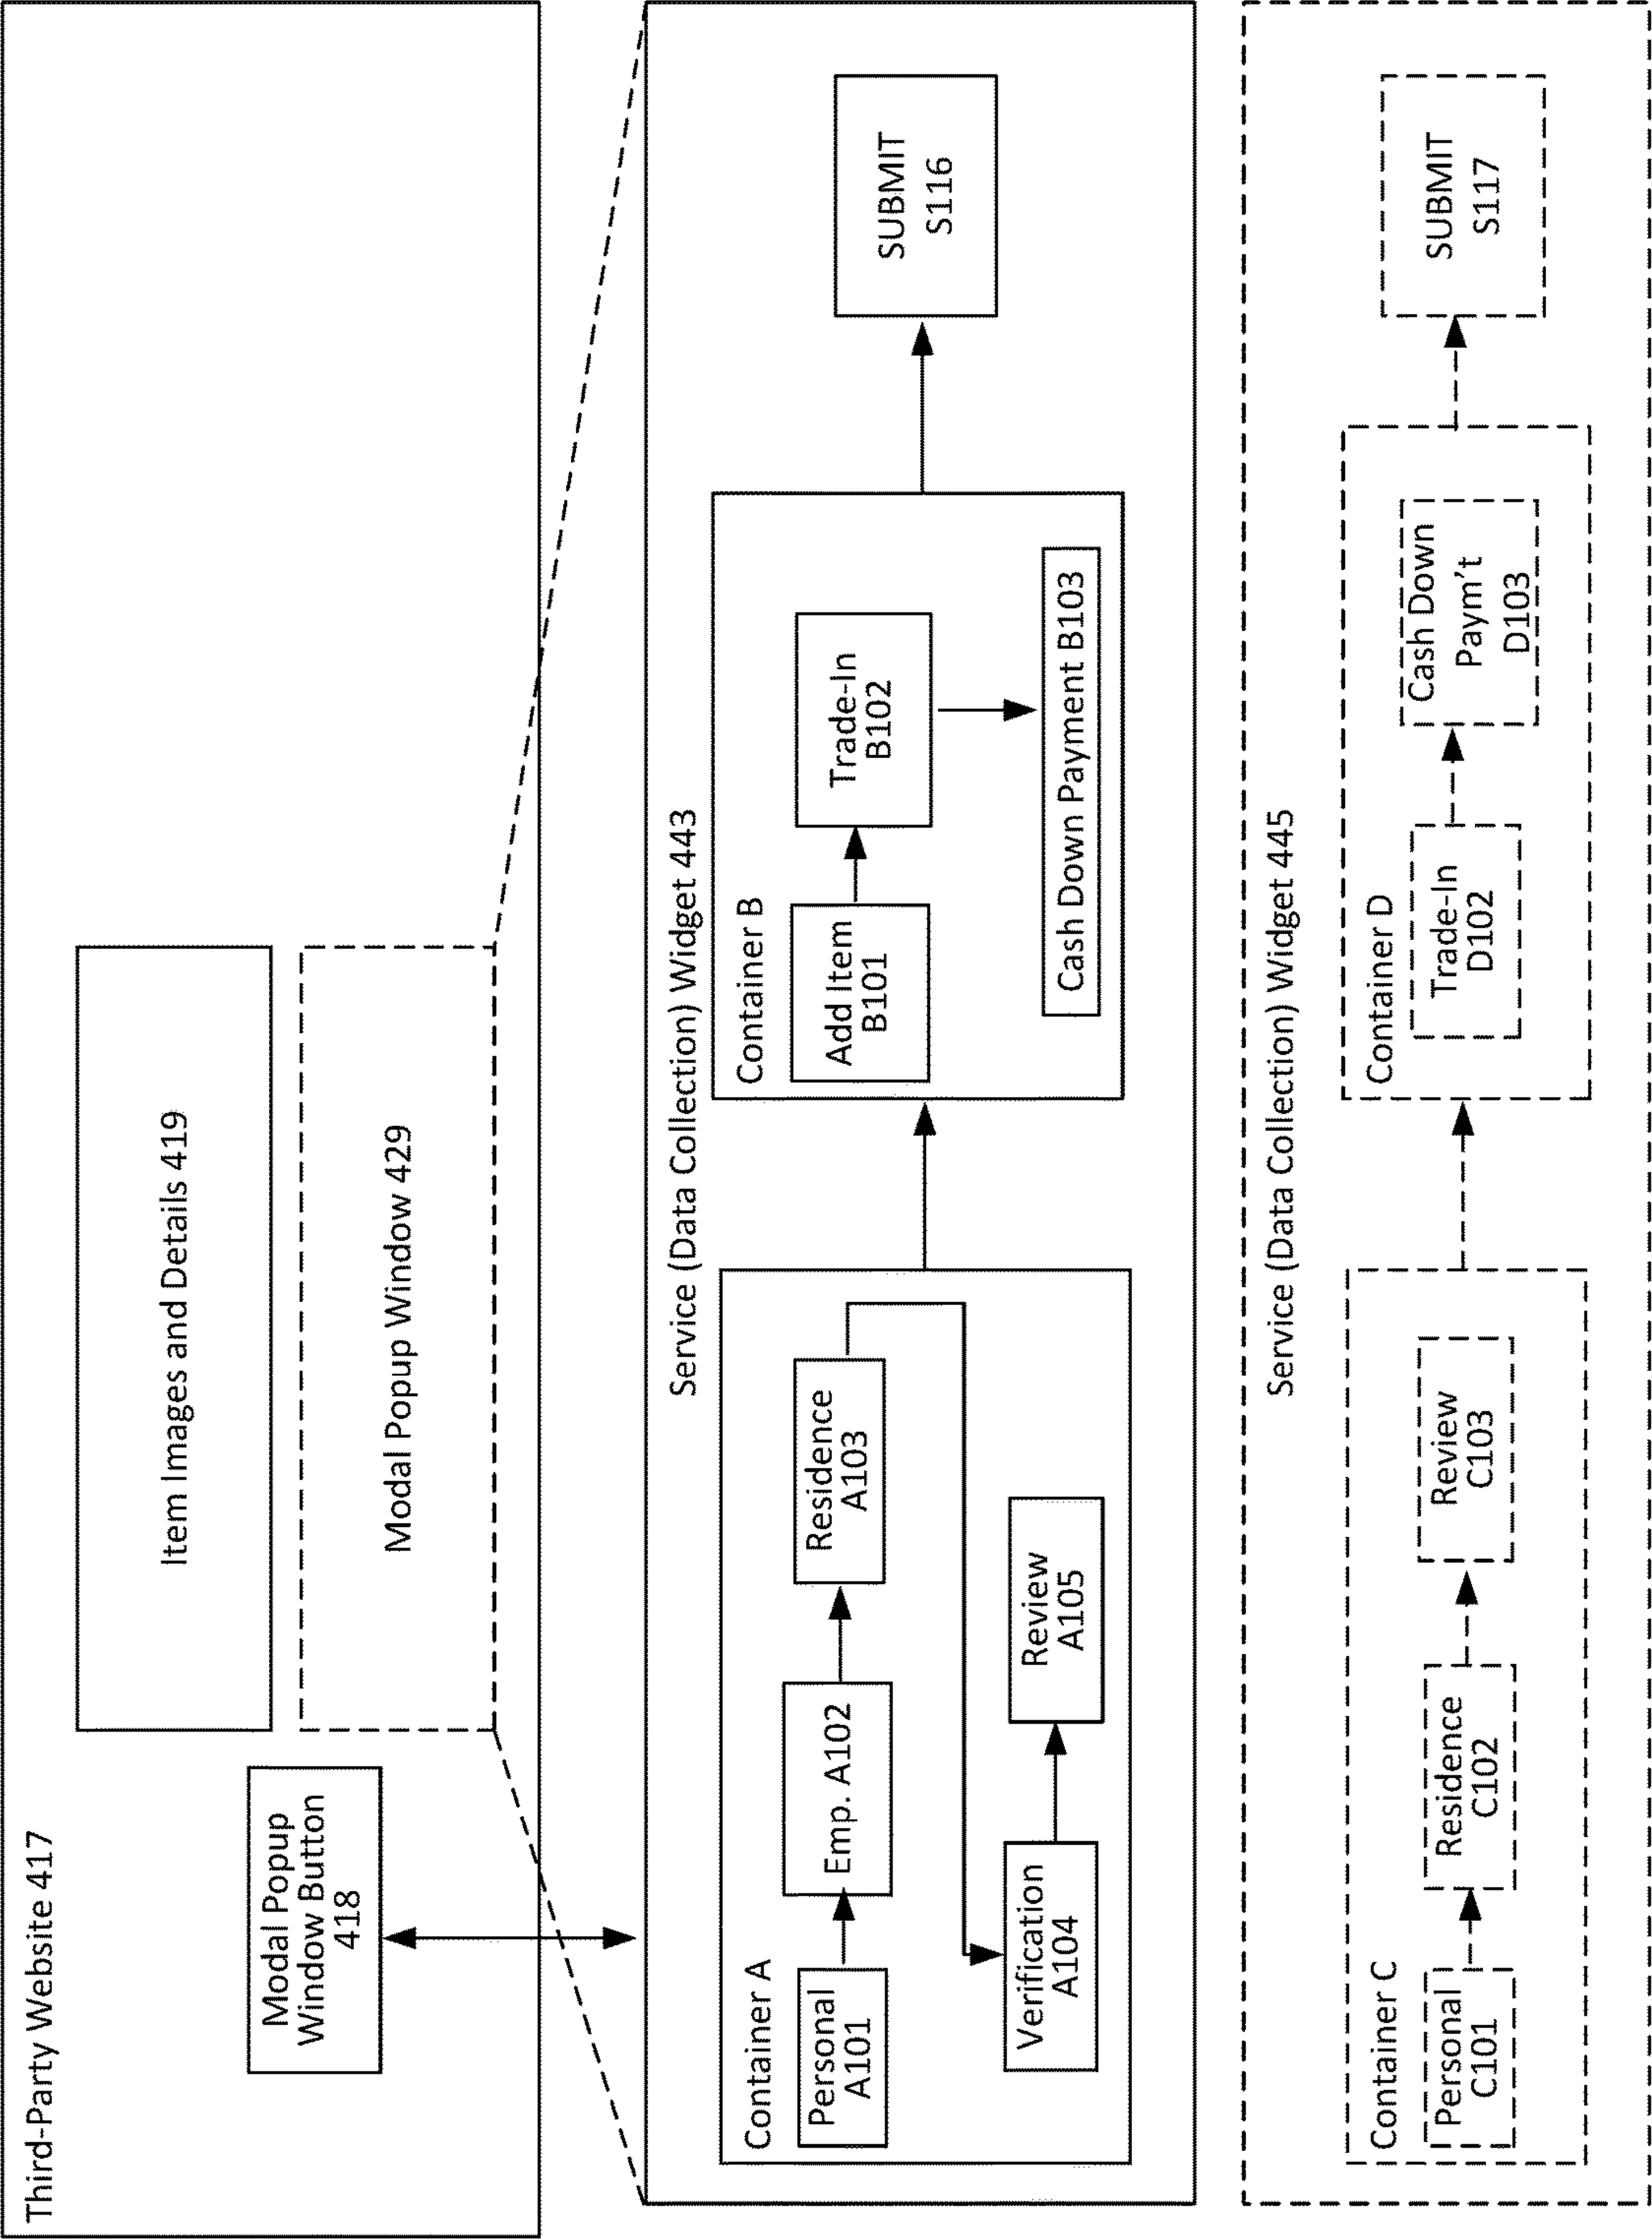 Third-Party Website 417
Item Images and Details 419
Modal Popup
Window Button
418
Modal Popup Window 429
Service (Data Collection) Widget 443
Container A
Personal
A101
Emp. A102
Residence
A103
Verification
A104
Review
A105
Container B
Add Item
B101
Trade-In
B102
Cash Down Payment B103
SUBMIT
S116
Service (Data Collection) Widget 445
Container C
Personal
C101
Residence
C102
Review
C103
Container D
Trade-In
D102
Cash Down
Paym't
D103
SUBMIT
S117